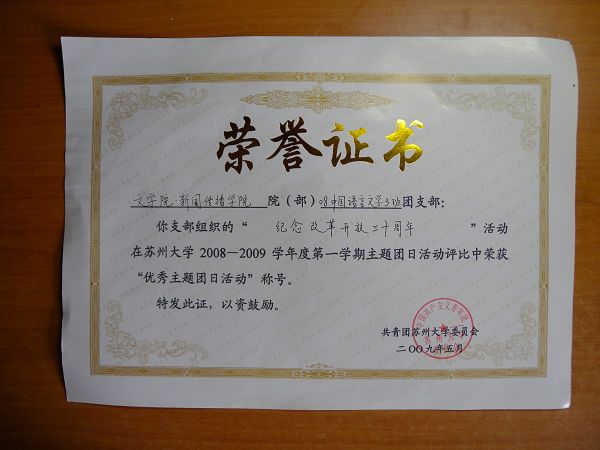 荣誉证书
文学院 新闻传播学院 院（部）08中国语言文学3班团支部：
你支部组织的“ 纪念改革开放三十周年 ”活动
在苏州大学 2008—2009 学年度第一学期主题团日活动评比中荣获
“优秀主题团日活动”称号。
特发此证，以资鼓励。
共青团苏州大学委员会
二〇〇九年五月